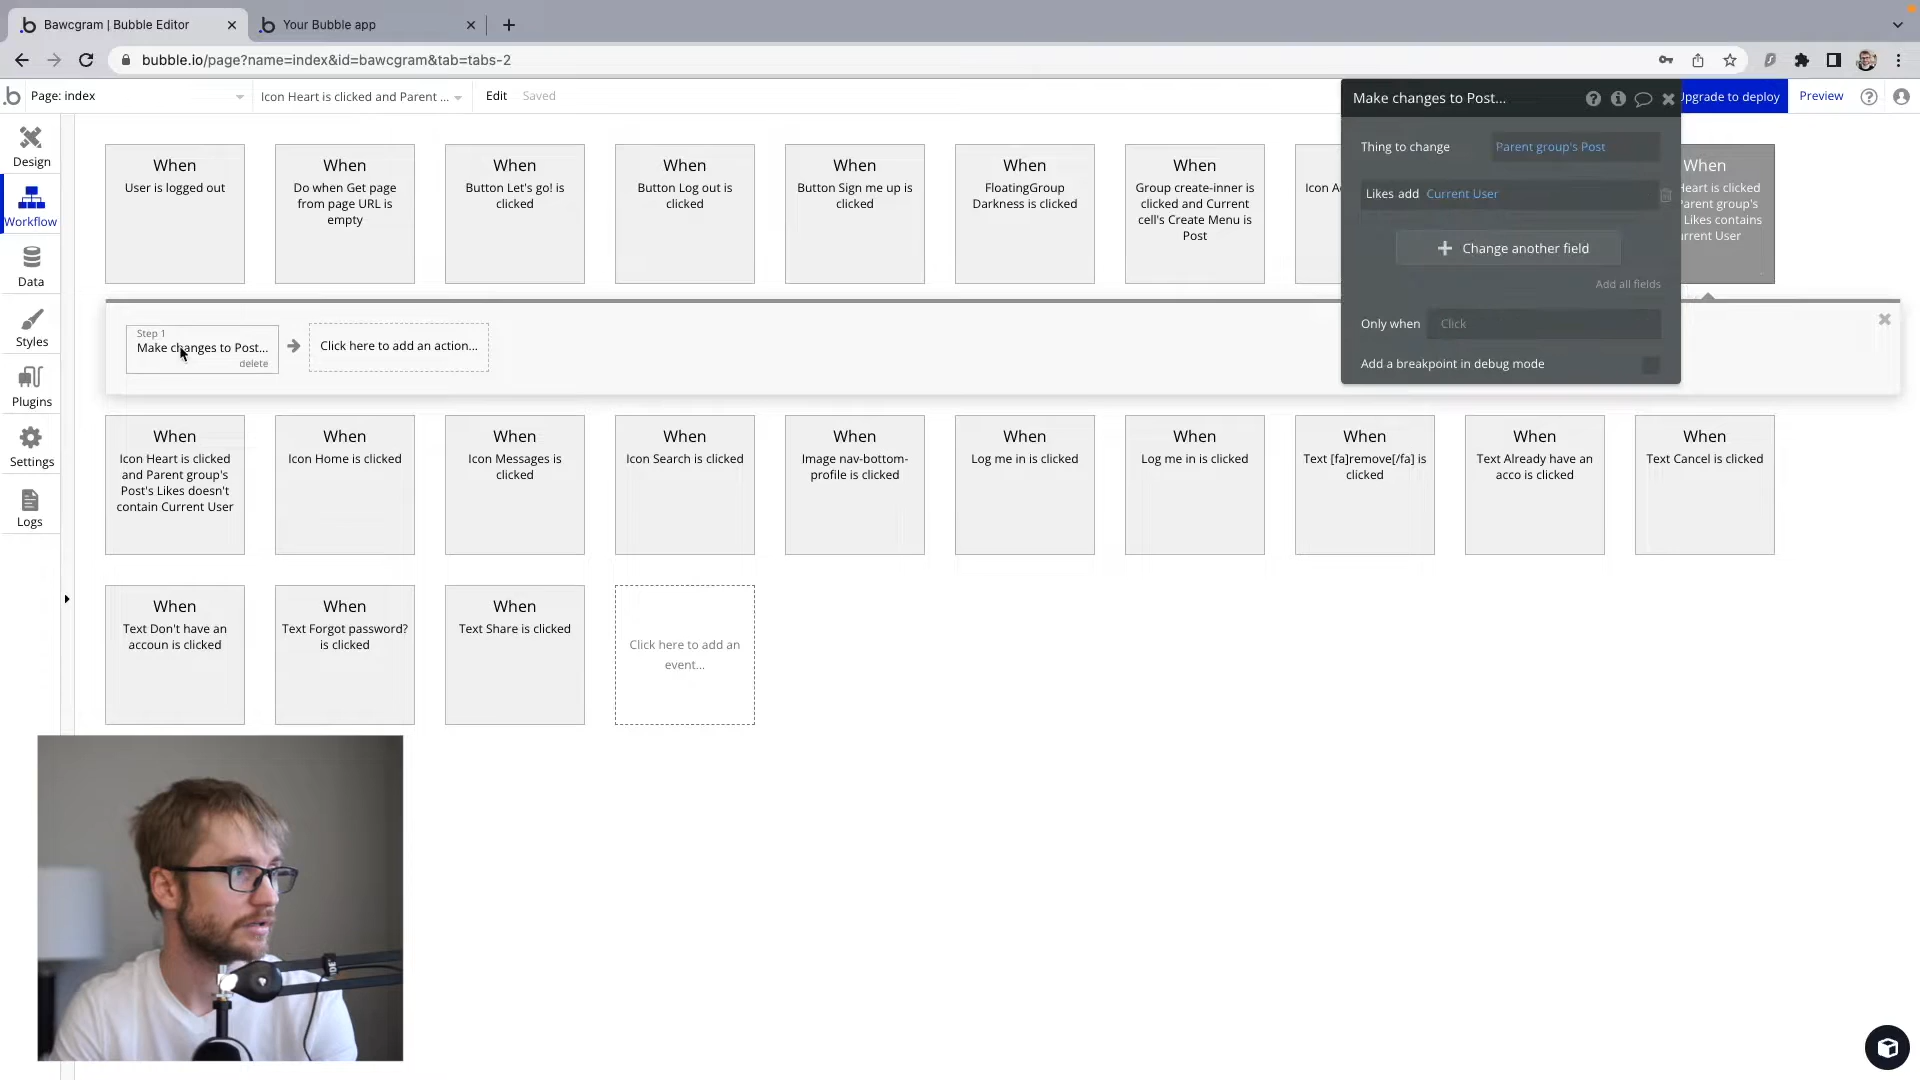 Bawcgram | Bubble Editor
Your Bubble app
bubble.io/page?name=index&id=bawcgram&tab=tabs-2
Page: index
Icon Heart is clicked and Parent ...
Edit
Saved
Upgrade to deploy
Preview
Make changes to Post...
Thing to change
Parent group's Post
Likes add Current User
Change another field
Add all fields
Only when
Click
Add a breakpoint in debug mode
Design
Workflow
Data
Styles
Plugins
Settings
Logs
When
User is logged out
When
Do when Get page
from page URL is
empty
When
Button Let's go! is
clicked
When
Button Log out is
clicked
When
Button Sign me up is
clicked
When
FloatingGroup
Darkness is clicked
When
Group create-inner is
clicked and Current
cell's Create Menu is
Post
Icon
When
Heart is clicked
Parent group's
Likes contains
Current User
Step 1
Make changes to Post...
delete
Click here to add an action...
When
Icon Heart is clicked
and Parent group's
Post's Likes doesn't
contain Current User
When
Icon Home is clicked
When
Icon Messages is
clicked
When
Icon Search is clicked
When
Image nav-bottom-
profile is clicked
When
Log me in is clicked
When
Log me in is clicked
When
Text [fa]remove[/fa] is
clicked
When
Text Already have an
acco is clicked
When
Text Cancel is clicked
When
Text Don't have an
accoun is clicked
When
Text Forgot password?
is clicked
When
Text Share is clicked
Click here to add an
event...